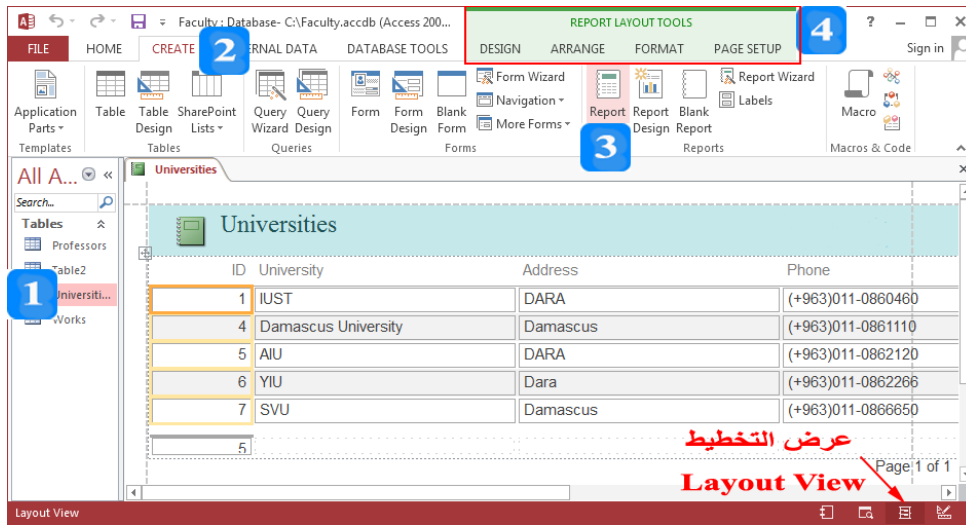 Faculty : Database- C:\Faculty.accdb (Access 200...
REPORT LAYOUT TOOLS
4
?
FILE HOME CREATE 2 ERNAL DATA DATABASE TOOLS DESIGN ARRANGE FORMAT PAGE SETUP Sign in
Application Parts
Table
Table Design
SharePoint Lists
Query Wizard
Query Design
Form
Form Design
Blank Form
Form Wizard
Navigation
More Forms
Report
Report Design
Blank Report
Report Wizard
Labels
Macro
3
Templates Tables Queries Forms Reports Macros & Code
All A... «
Search...
Tables
Professors
Table2
1 Universiti...
Works
Universities
Universities
ID University Address Phone
1 IUST DARA (+963)011-0860460
4 Damascus University Damascus (+963)011-0861110
5 AIU DARA (+963)011-0862120
6 YIU Dara (+963)011-0862266
7 SVU Damascus (+963)011-0866650
5
عرض التخطيط
Page 1 of 1
Layout View
Layout View